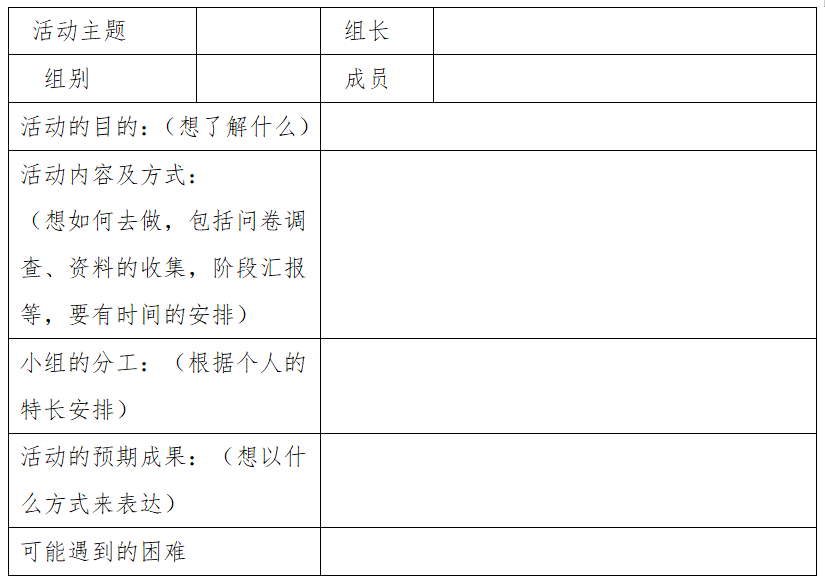 活动主题 组长
组别 成员
活动的目的：（想了解什么）
活动内容及方式：
（想如何去做，包括问卷调
查、资料的收集，阶段汇报
等，要有时间的安排）
小组的分工：（根据个人的
特长安排）
活动的预期成果：（想以什
么方式来表达）
可能遇到的困难